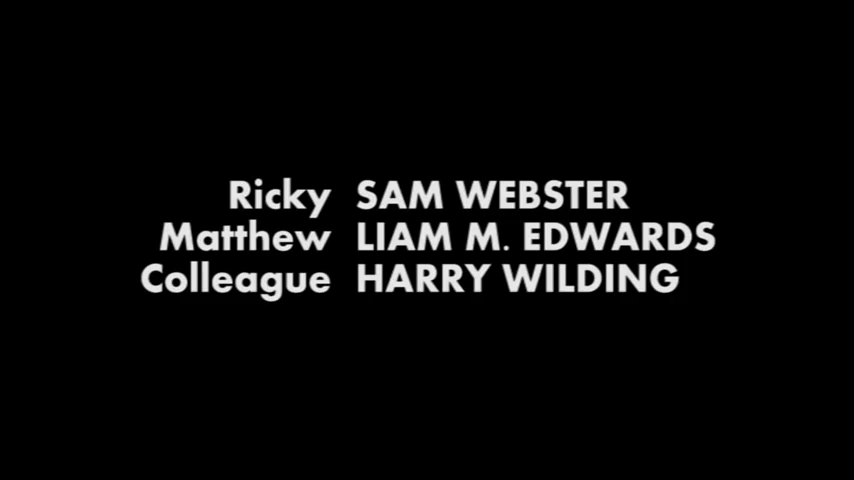 Ricky SAM WEBSTER
Matthew LIAM M. EDWARDS
Colleague HARRY WILDING